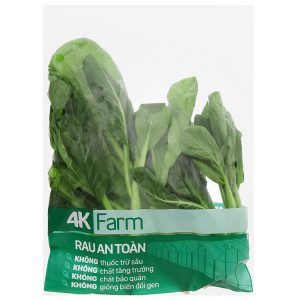 4K Farm
RAU AN TOÀN
KHÔNG thuốc trừ sâu
KHÔNG chất tăng trưởng
KHÔNG chất bảo quản
KHÔNG giống biến đổi gen